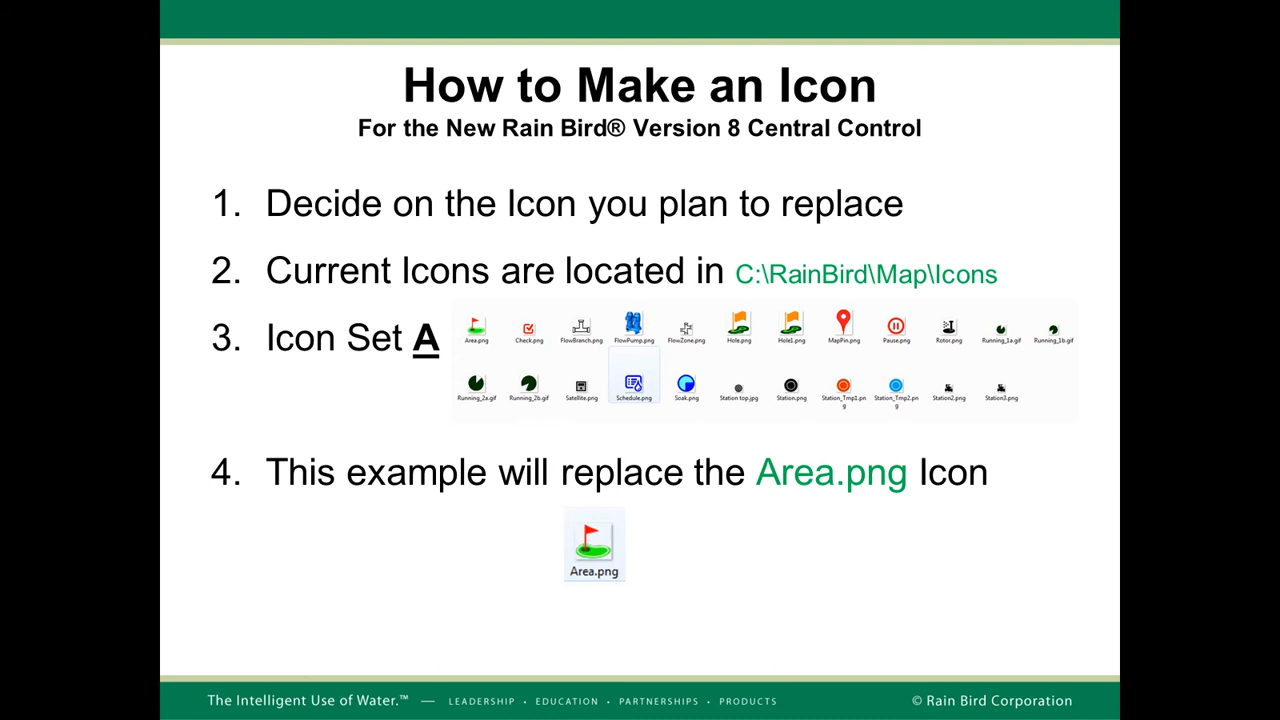 How to Make an Icon
For the New Rain Bird® Version 8 Central Control
1. Decide on the Icon you plan to replace
2. Current Icons are located in C:\RainBird\Map\Icons
3. Icon Set A
Area.png Check.png FlowBranch.png FlowPump.png FlowZone.png Hole.png Hole1.png MapPin.png Pause.png Rotor.png Running_1a.gif Running_1b.gif
Running_2a.gif Running_2b.gif Satellite.png Schedule.png Soak.png Station top.jpg Station.png Station_Tmp1.pn Station_Tmp2.pn Station2.png Station3.png
g g
4. This example will replace the Area.png Icon
Area.png
The Intelligent Use of Water.™ — LEADERSHIP • EDUCATION • PARTNERSHIPS • PRODUCTS © Rain Bird Corporation